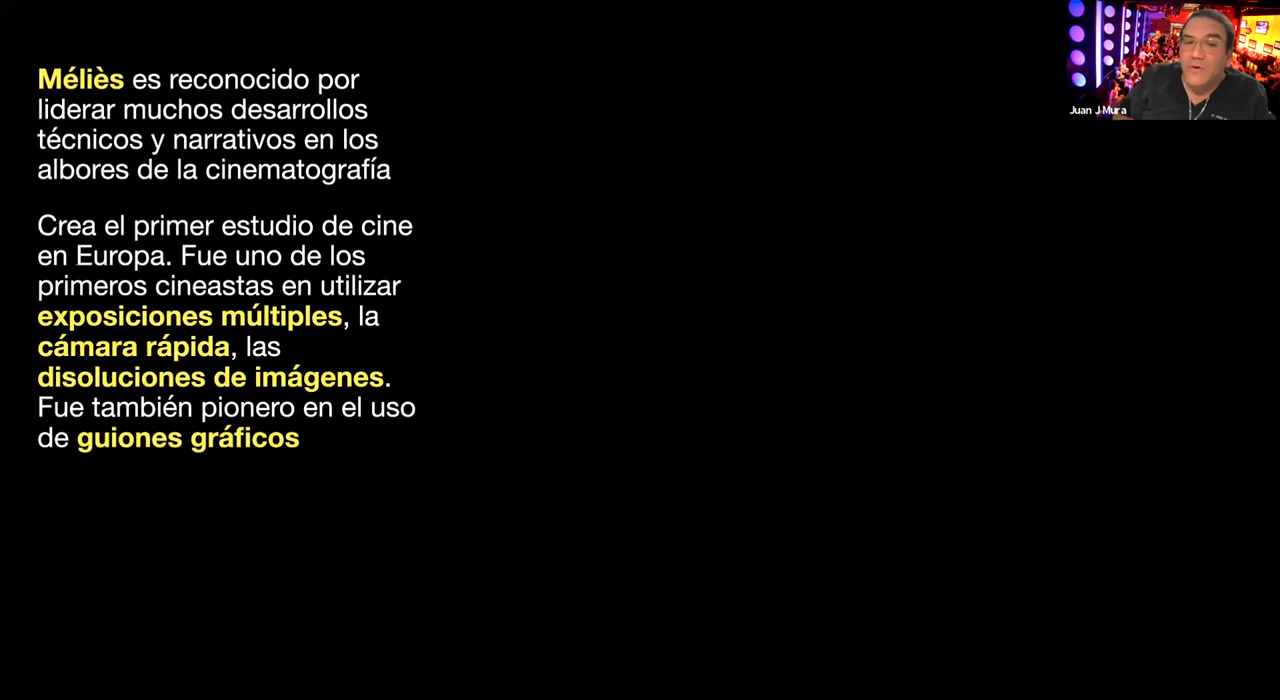 Méliès es reconocido por
liderar muchos desarrollos
técnicos y narrativos en los
albores de la cinematografía
Crea el primer estudio de cine
en Europa. Fue uno de los
primeros cineastas en utilizar
exposiciones múltiples, la
cámara rápida, las
disoluciones de imágenes.
Fue también pionero en el uso
de guiones gráficos
Juan J Mura